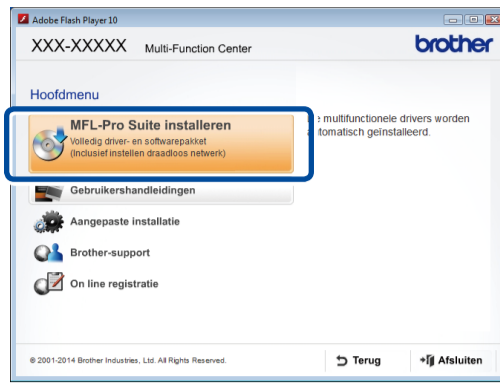 Adobe Flash Player 10
XXX-XXXXX Multi-Function Center
brother
Hoofdmenu
MFL-Pro Suite installeren
Volledig driver- en softwarepakket
(Inclusief instellen draadloos netwerk)
multifunctionele drivers worden
geïnstalleerd.
Gebruikershandleidingen
Aangepaste installatie
Brother-support
On line registratie
© 2001-2014 Brother Industries, Ltd. All Rights Reserved.
Terug
Afsluiten